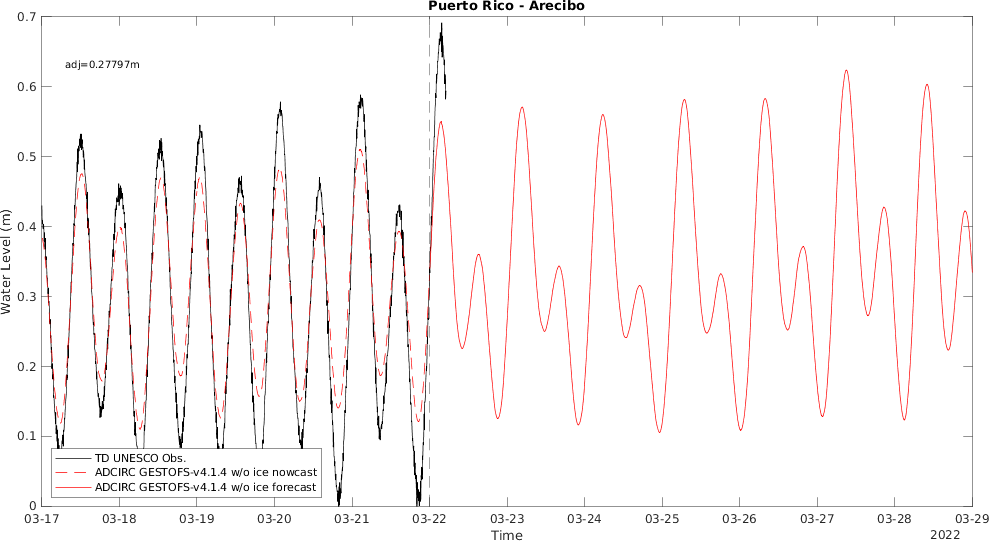 Puerto Rico - Arecibo
0.7
adj=0.27797m
0.6
0.5
0.4
Water Level (m)
0.3
0.2
0.1
TD UNESCO Obs.
ADCIRC GESTOFS-v4.1.4 w/o ice nowcast
ADCIRC GESTOFS-v4.1.4 w/o ice forecast
0
03-17 03-18 03-19 03-20 03-21 03-22 03-23 03-24 03-25 03-26 03-27 03-28 03-29
Time
2022